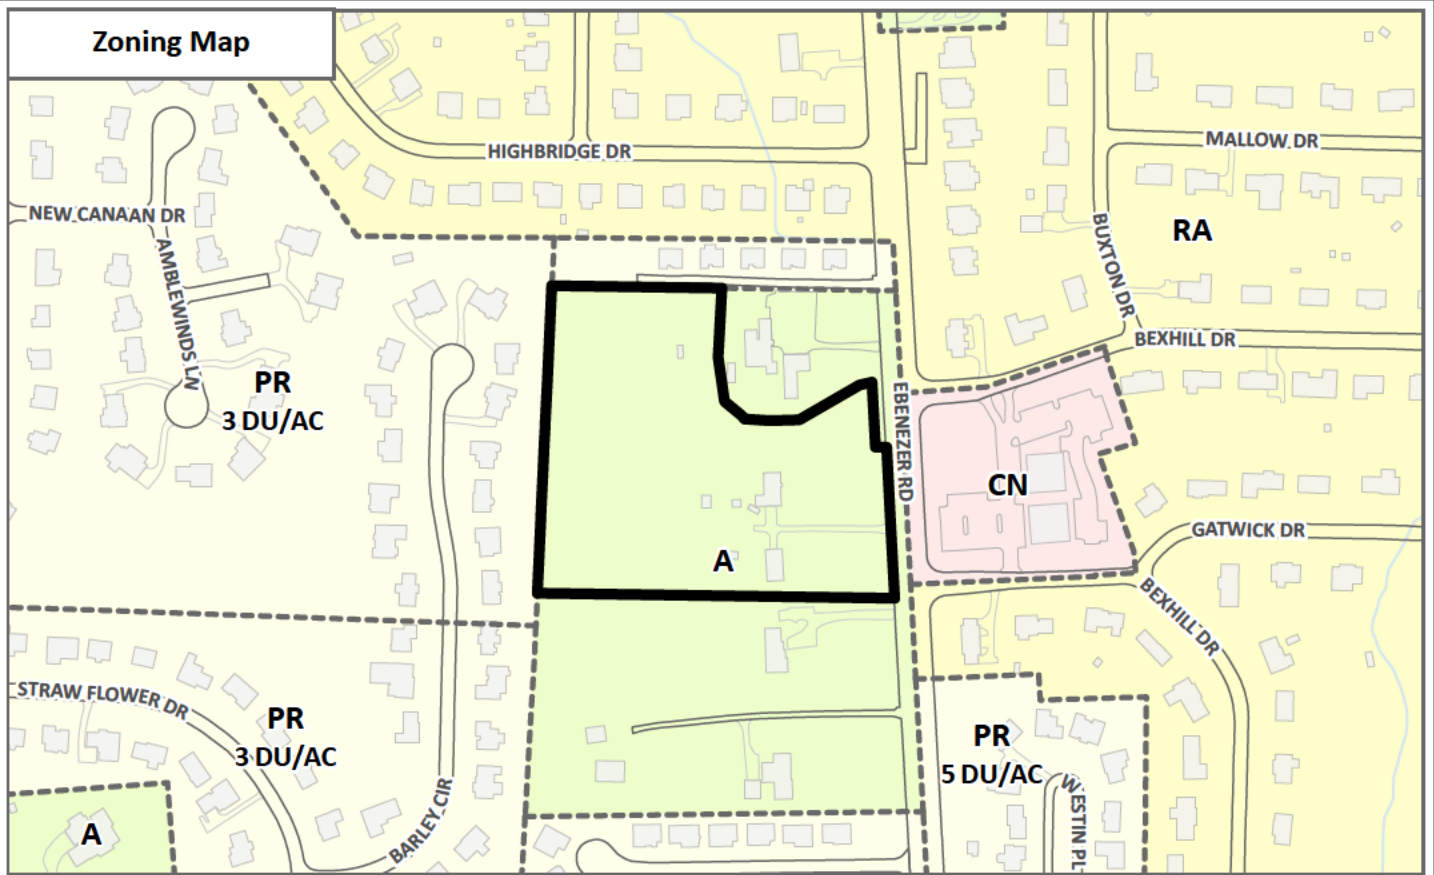 Zoning Map
HIGHBRIDGE DR
MALLOW DR
NEW CANAAN DR
AMBLEWINDS LN
BUXTON DR
RA
BEXHILL DR
PR
3 DU/AC
EBENEZER RD
CN
GATWICK DR
A
BEXHILL DR
STRAW FLOWER DR
PR
3 DU/AC
PR
5 DU/AC
WESTIN PL
BARLEY CIR
A